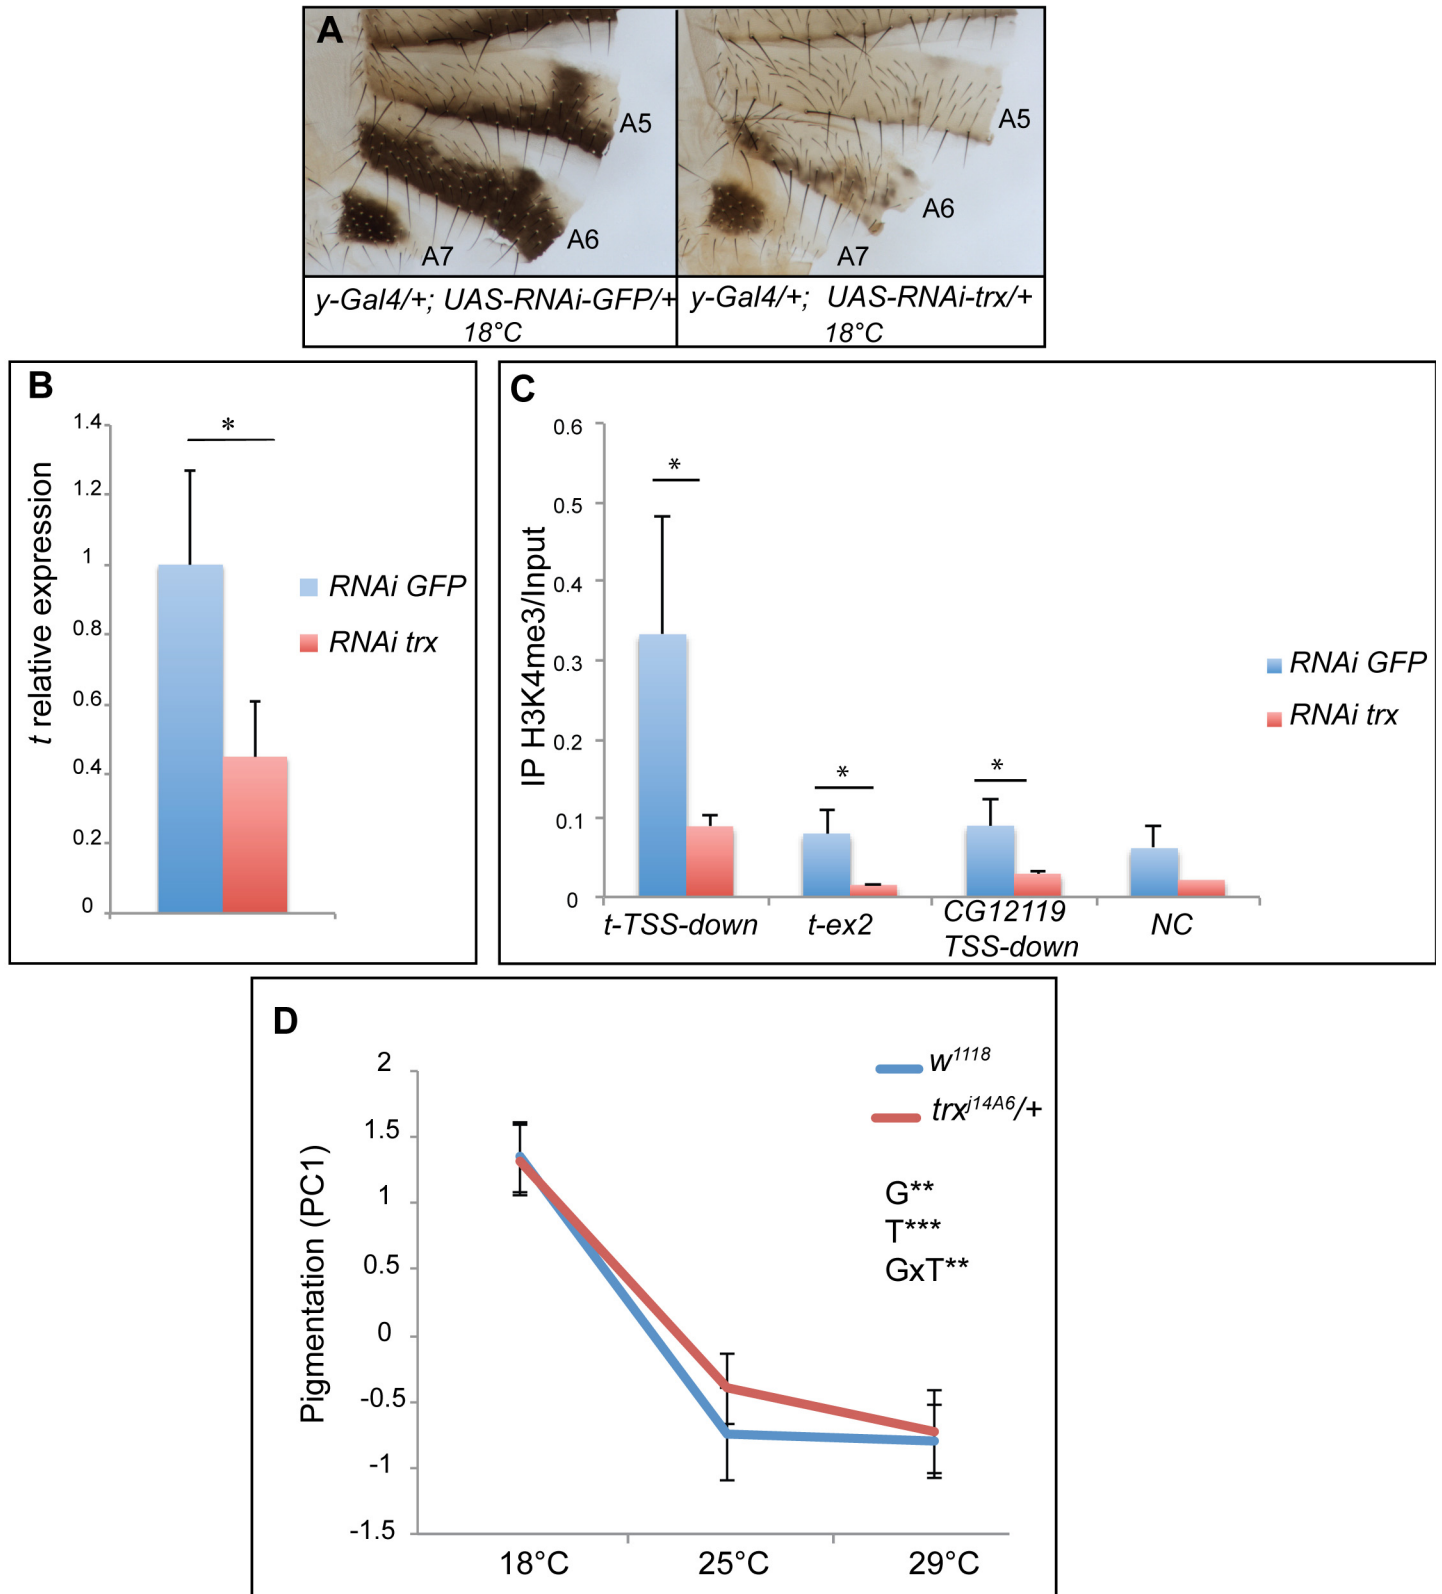 A
A5
A6
A7
A5
A6
A7
y-Gal4/+; UAS-RNAi-GFP/+
18°C
y-Gal4/+; UAS-RNAi-trx/+
18°C
B
t relative expression
1.4
1.2
1
0.8
0.6
0.4
0.2
0
*
RNAi GFP
RNAi trx
C
IP H3K4me3/Input
0.6
0.5
0.4
0.3
0.2
0.1
0
*
*
*
t-TSS-down
t-ex2
CG12119
TSS-down
NC
RNAi GFP
RNAi trx
D
Pigmentation (PC1)
2
1.5
1
0.5
0
-0.5
-1
-1.5
18°C
25°C
29°C
w¹¹¹⁸
trx^j14A6/+
G**
T***
GxT**